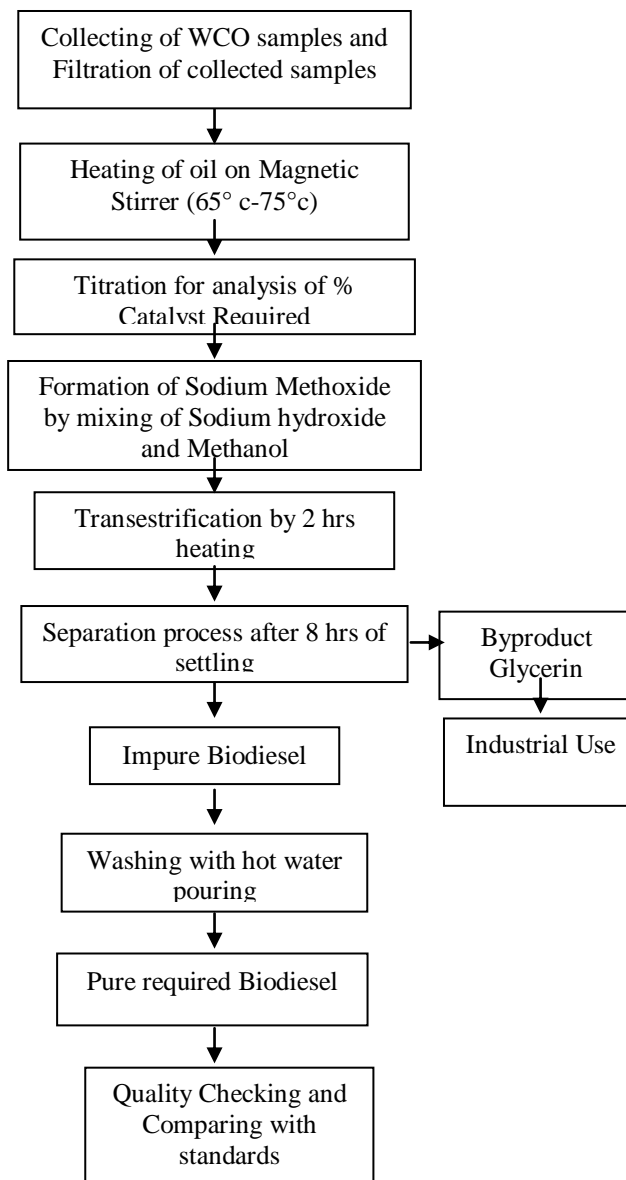 Collecting of WCO samples and
Filtration of collected samples
Heating of oil on Magnetic
Stirrer (65° c-75°c)
Titration for analysis of %
Catalyst Required
Formation of Sodium Methoxide
by mixing of Sodium hydroxide
and Methanol
Transestrification by 2 hrs
heating
Separation process after 8 hrs of
settling
Byproduct
Glycerin
Industrial Use
Impure Biodiesel
Washing with hot water
pouring
Pure required Biodiesel
Quality Checking and
Comparing with
standards